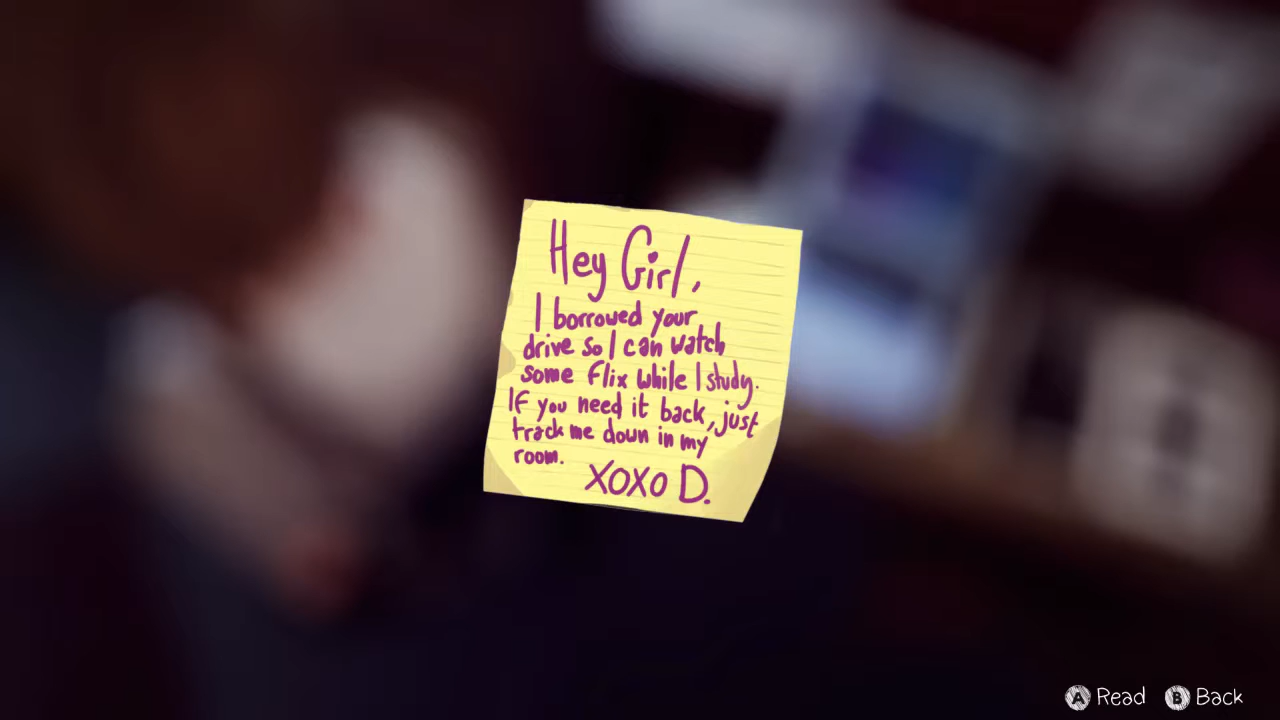 Hey Girl,
I borrowed your
drive so I can watch
some Flix while I study.
If you need it back, just
track me down in my
room.
XOXO D.
A Read B Back